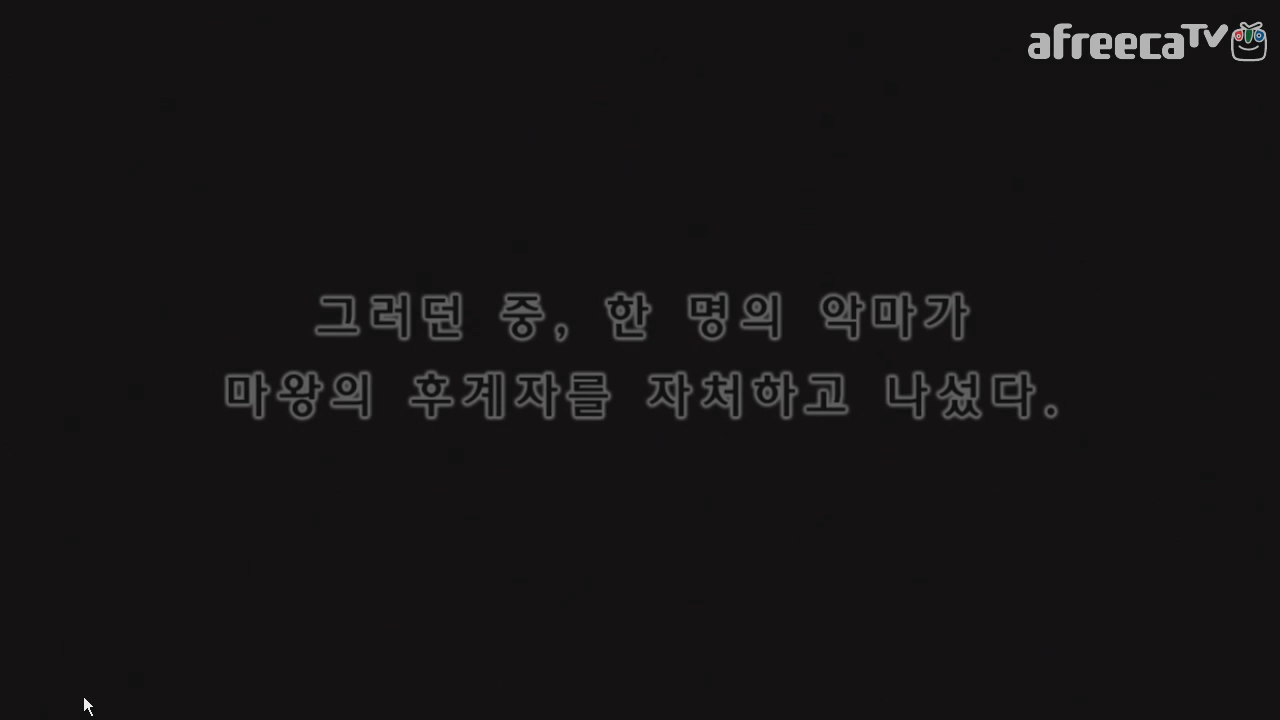 afreecaTV
그러던 중, 한 명의 악마가
마왕의 후계자를 자처하고 나섰다.